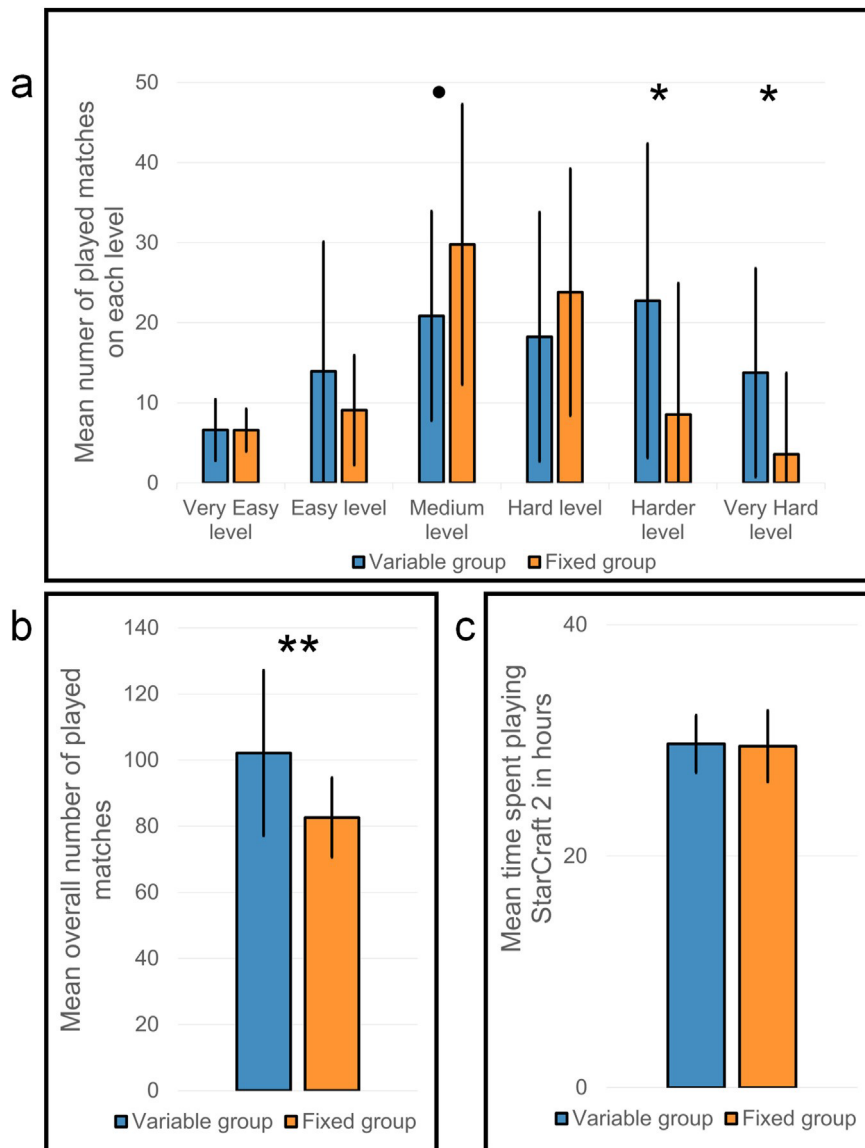 a
Mean numer of played matches
on each level
50
40
30
20
10
0
•
*
*
Very Easy
level
Easy level
Medium
level
Hard level
Harder
level
Very Hard
level
Variable group
Fixed group
b
Mean overall number of played
matches
140
120
100
80
60
40
20
0
**
Variable group
Fixed group
c
Mean time spent playing
StarCraft 2 in hours
40
20
0
Variable group
Fixed group